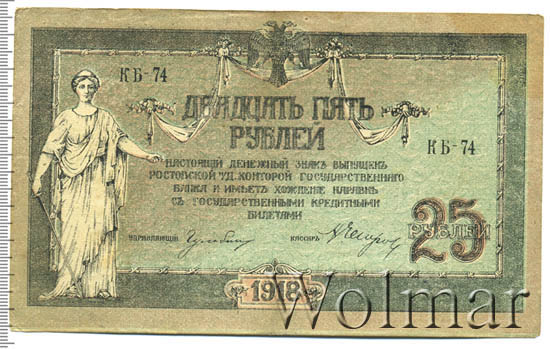 КБ-74
ДВАДЦАТЬ ПЯТЬ
РУБЛЕЙ
КБ-74
НАСТОЯЩІЙ ДЕНЕЖНЫЙ ЗНАКЪ ВЫПУЩЕНЪ
РОСТОВСКОЙ н/Д. КОНТОРОЙ ГОСУДАРСТВЕННАГО
БАНКА И ИМѢЕТЪ ХОЖДЕНІЕ НАРАВНѢ
СЪ ГОСУДАРСТВЕННЫМИ КРЕДИТНЫМИ
БИЛЕТАМИ
УПРАВЛЯЮЩІЙ
КАССИРЪ
25
РУБЛЕЙ
1918
Wolmar